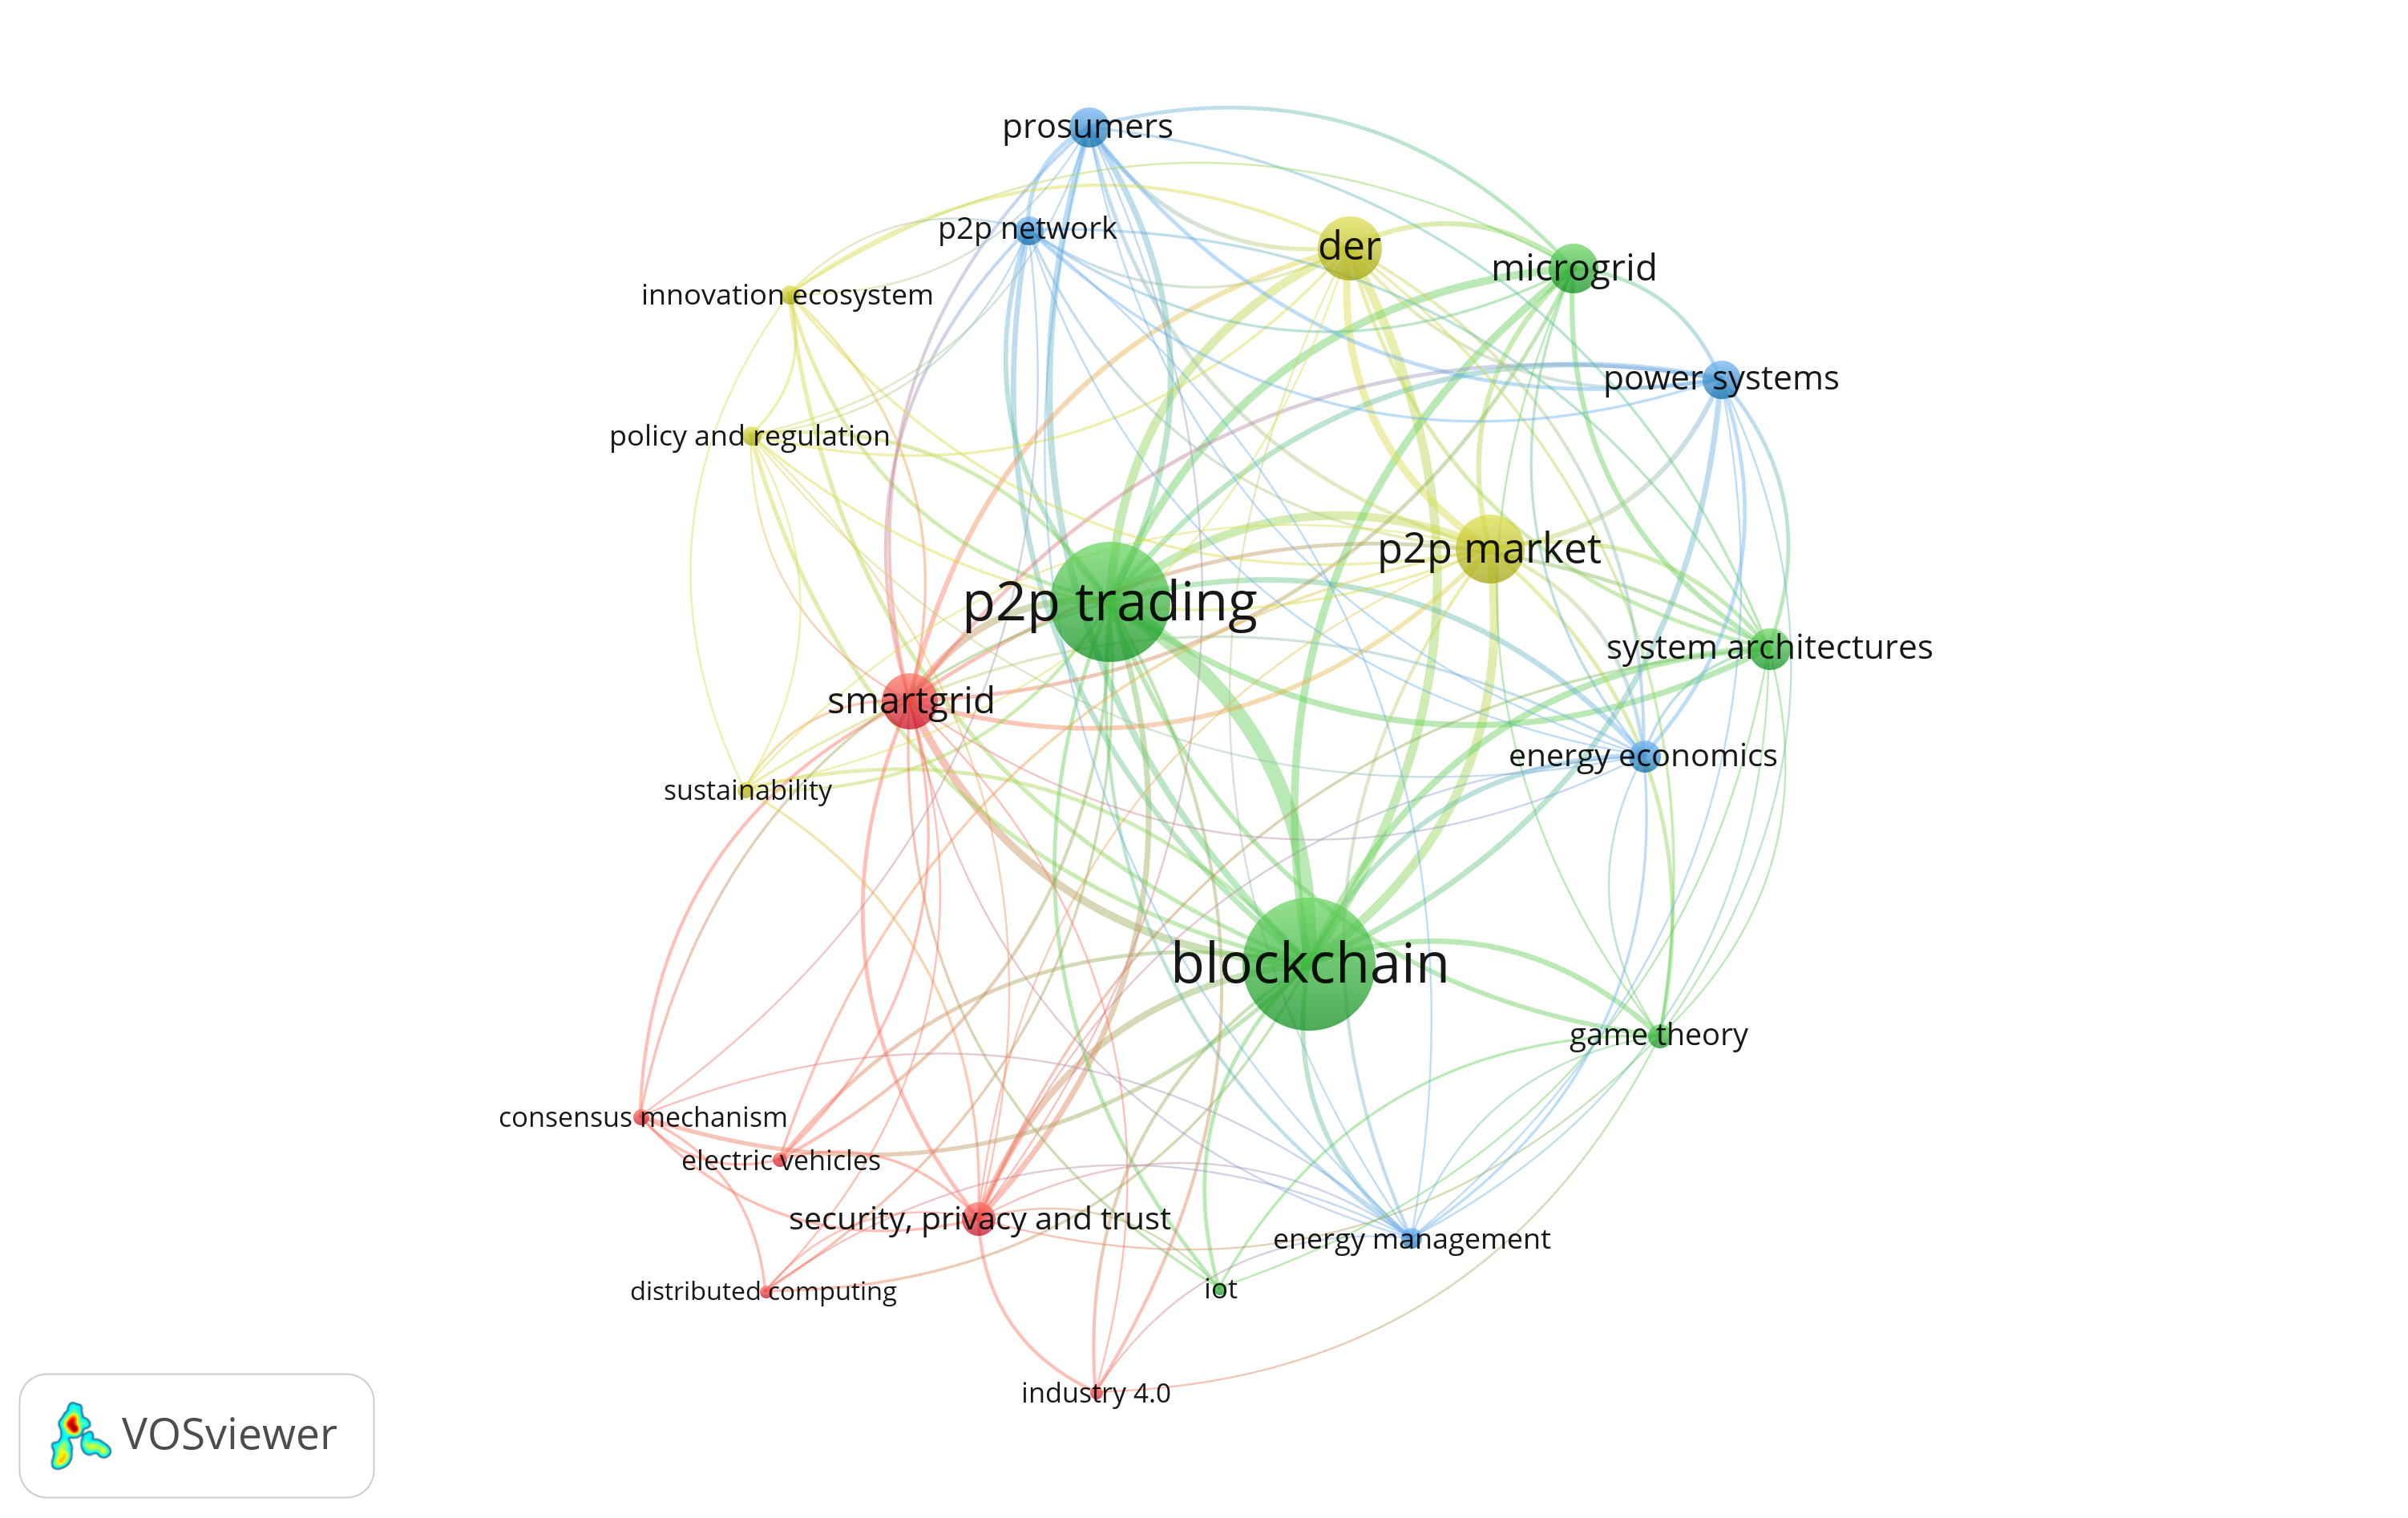 prosumers
p2p network
der
microgrid
innovation ecosystem
power systems
policy and regulation
p2p market
p2p trading
system architectures
smartgrid
energy economics
sustainability
blockchain
game theory
consensus mechanism
electric vehicles
security, privacy and trust
energy management
distributed computing
iot
industry 4.0
VOSviewer